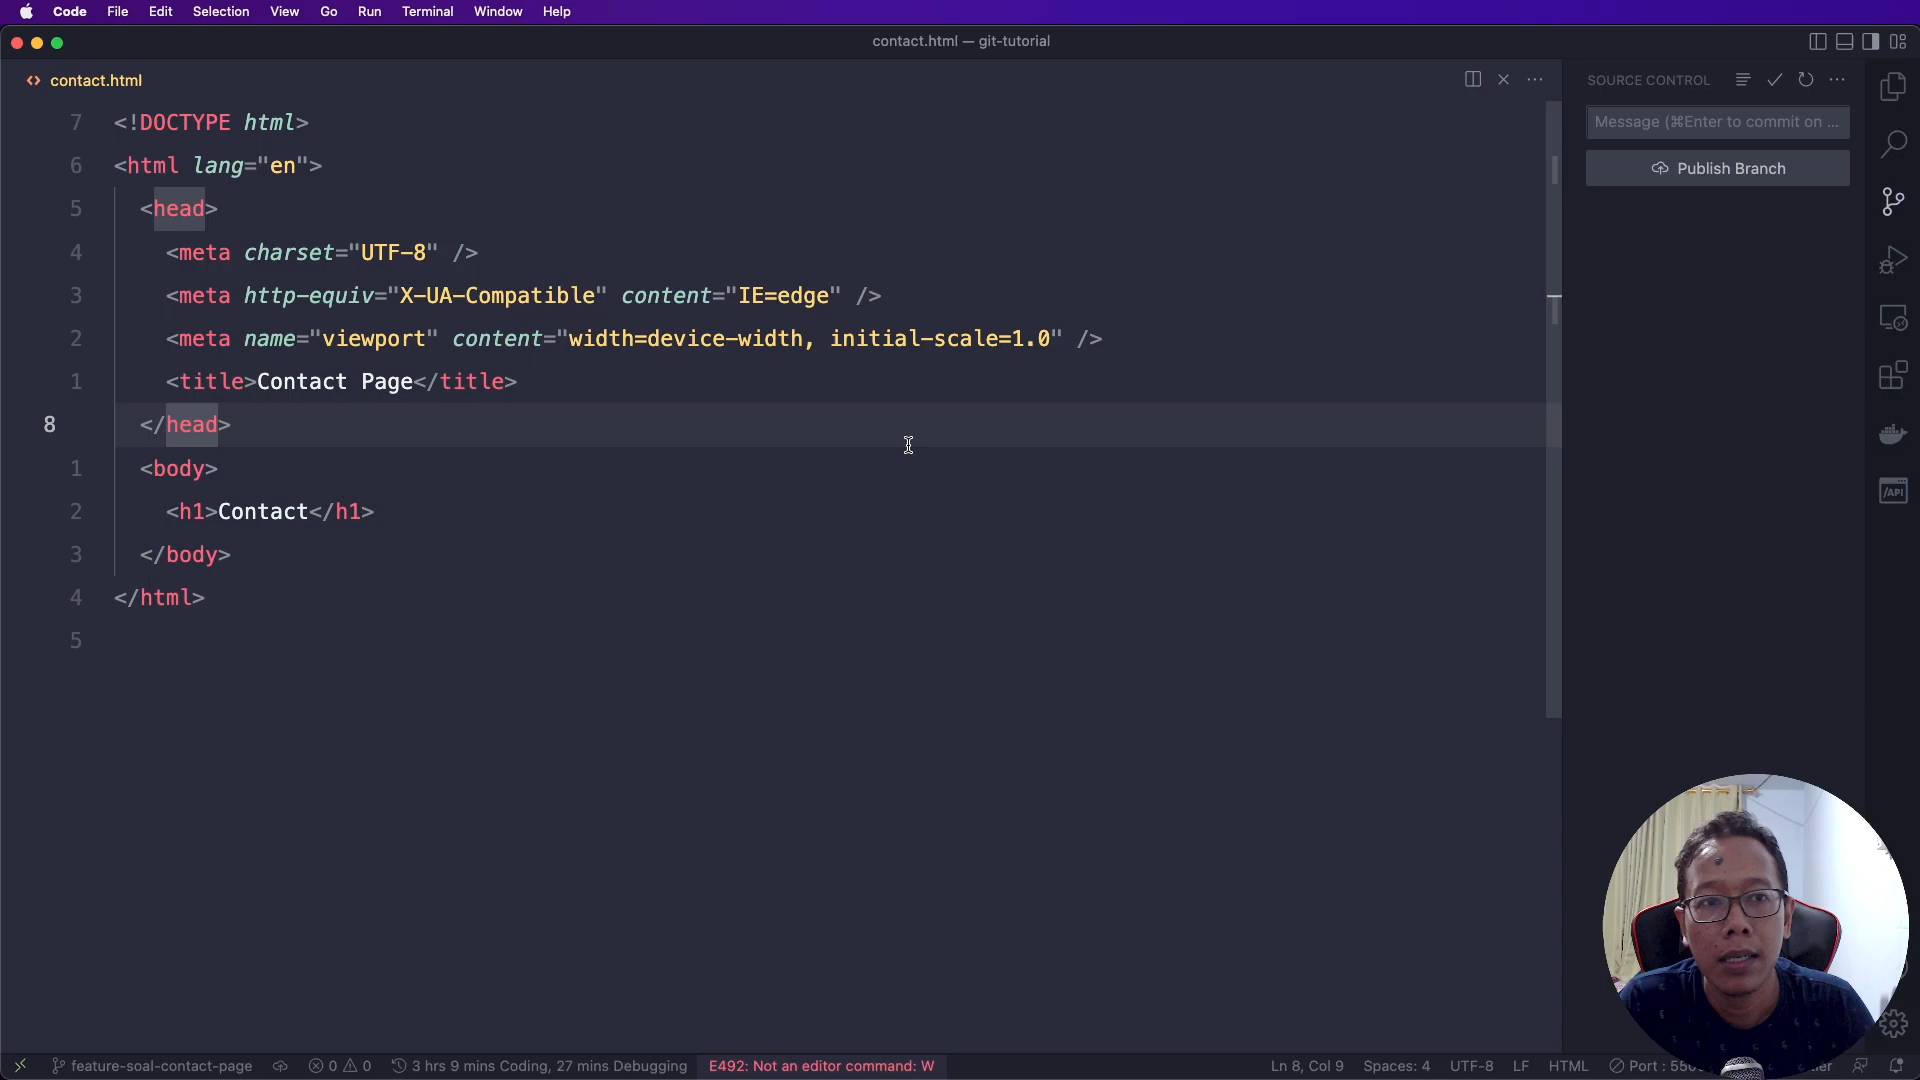 Code File Edit Selection View Go Run Terminal Window Help
contact.html — git-tutorial
contact.html
SOURCE CONTROL
7 <!DOCTYPE html>
Message (⌘Enter to commit on ...
6 <html lang="en">
Publish Branch
5 <head>
4 <meta charset="UTF-8" />
3 <meta http-equiv="X-UA-Compatible" content="IE=edge" />
2 <meta name="viewport" content="width=device-width, initial-scale=1.0" />
1 <title>Contact Page</title>
8 </head>
1 <body>
2 <h1>Contact</h1>
3 </body>
4 </html>
5
/API
feature-soal-contact-page 0 0 3 hrs 9 mins Coding, 27 mins Debugging E492: Not an editor command: W Ln 8, Col 9 Spaces: 4 UTF-8 LF HTML Port :